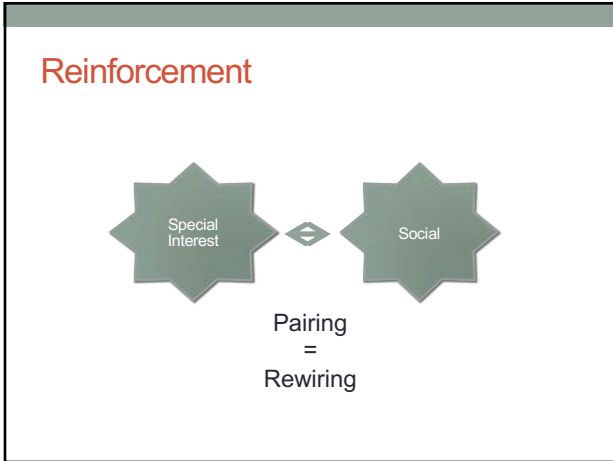 Reinforcement
Special
Interest
Social
Pairing
=
Rewiring